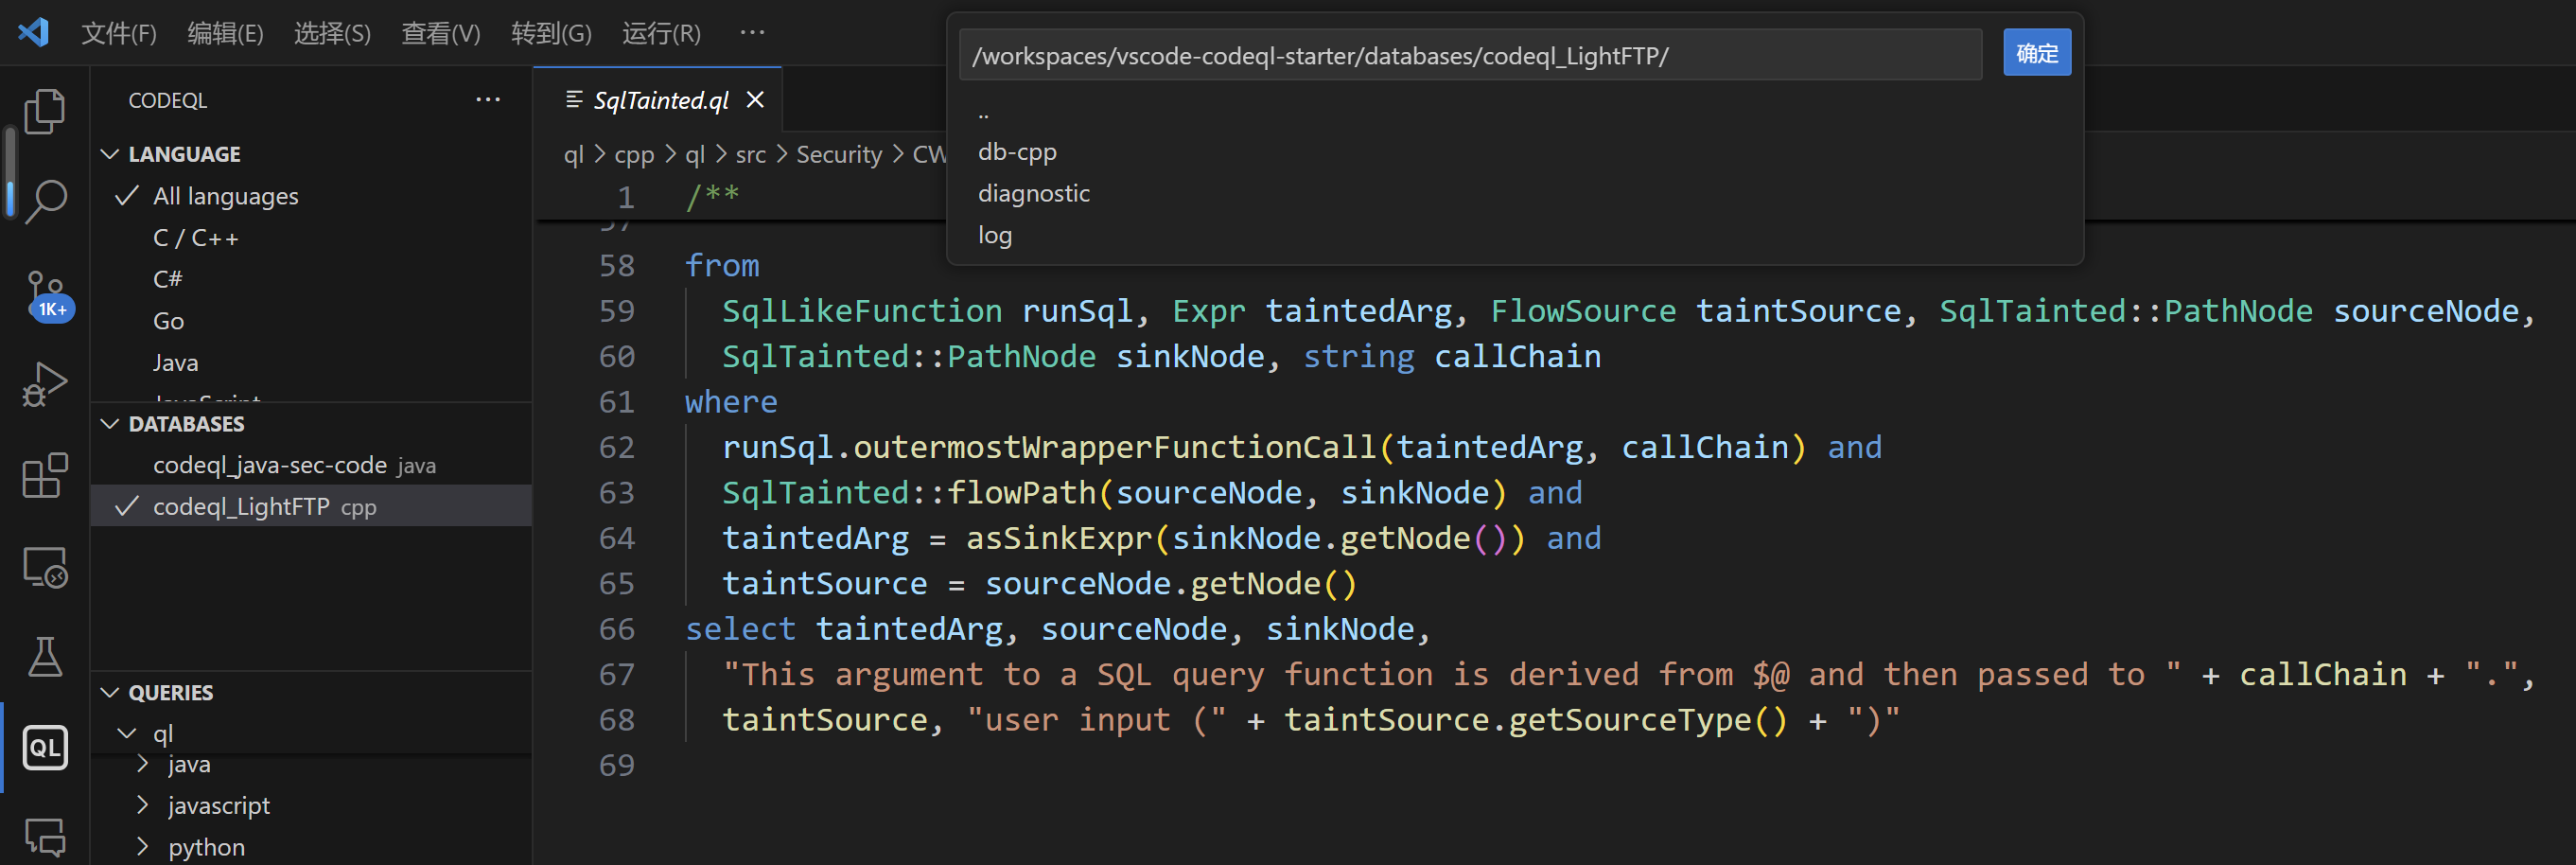 文件(F) 编辑(E) 选择(S) 查看(V) 转到(G) 运行(R) ···
/workspaces/vscode-codeql-starter/databases/codeql_LightFTP/
确定
..
db-cpp
diagnostic
log
CODEQL
LANGUAGE
All languages
C / C++
C#
Go
Java
JavaScript
DATABASES
codeql_java-sec-code java
codeql_LightFTP cpp
QUERIES
ql
java
javascript
python
1K+
QL
SqlTainted.ql
ql > cpp > ql > src > Security > CW
1 /**
57
58 from
59 SqlLikeFunction runSql, Expr taintedArg, FlowSource taintSource, SqlTainted::PathNode sourceNode,
60 SqlTainted::PathNode sinkNode, string callChain
61 where
62 runSql.outermostWrapperFunctionCall(taintedArg, callChain) and
63 SqlTainted::flowPath(sourceNode, sinkNode) and
64 taintedArg = asSinkExpr(sinkNode.getNode()) and
65 taintSource = sourceNode.getNode()
66 select taintedArg, sourceNode, sinkNode,
67 "This argument to a SQL query function is derived from $@ and then passed to " + callChain + ".",
68 taintSource, "user input (" + taintSource.getSourceType() + ")"
69